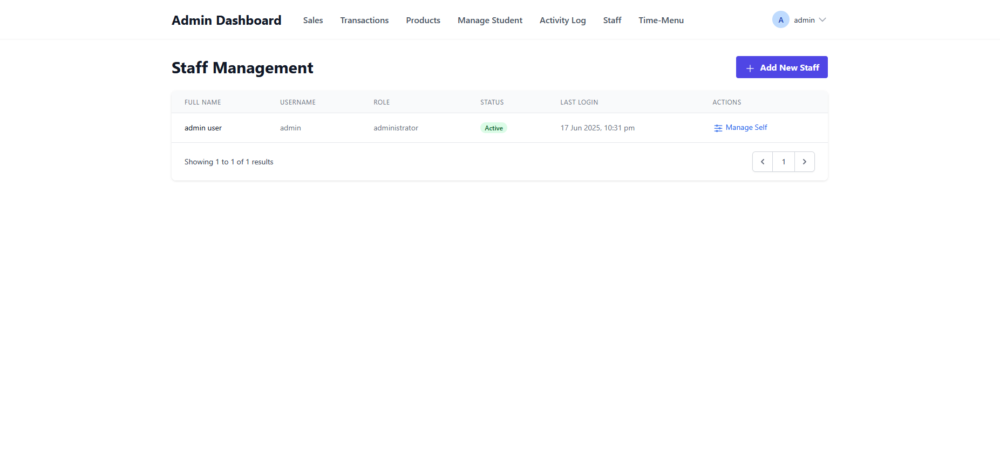 Admin Dashboard Sales Transactions Products Manage Student Activity Log Staff Time-Menu A admin
Staff Management Add New Staff
FULL NAME USERNAME ROLE STATUS LAST LOGIN ACTIONS
admin user admin administrator Active 17 Jun 2025, 10:31 pm Manage Self
Showing 1 to 1 of 1 results 1